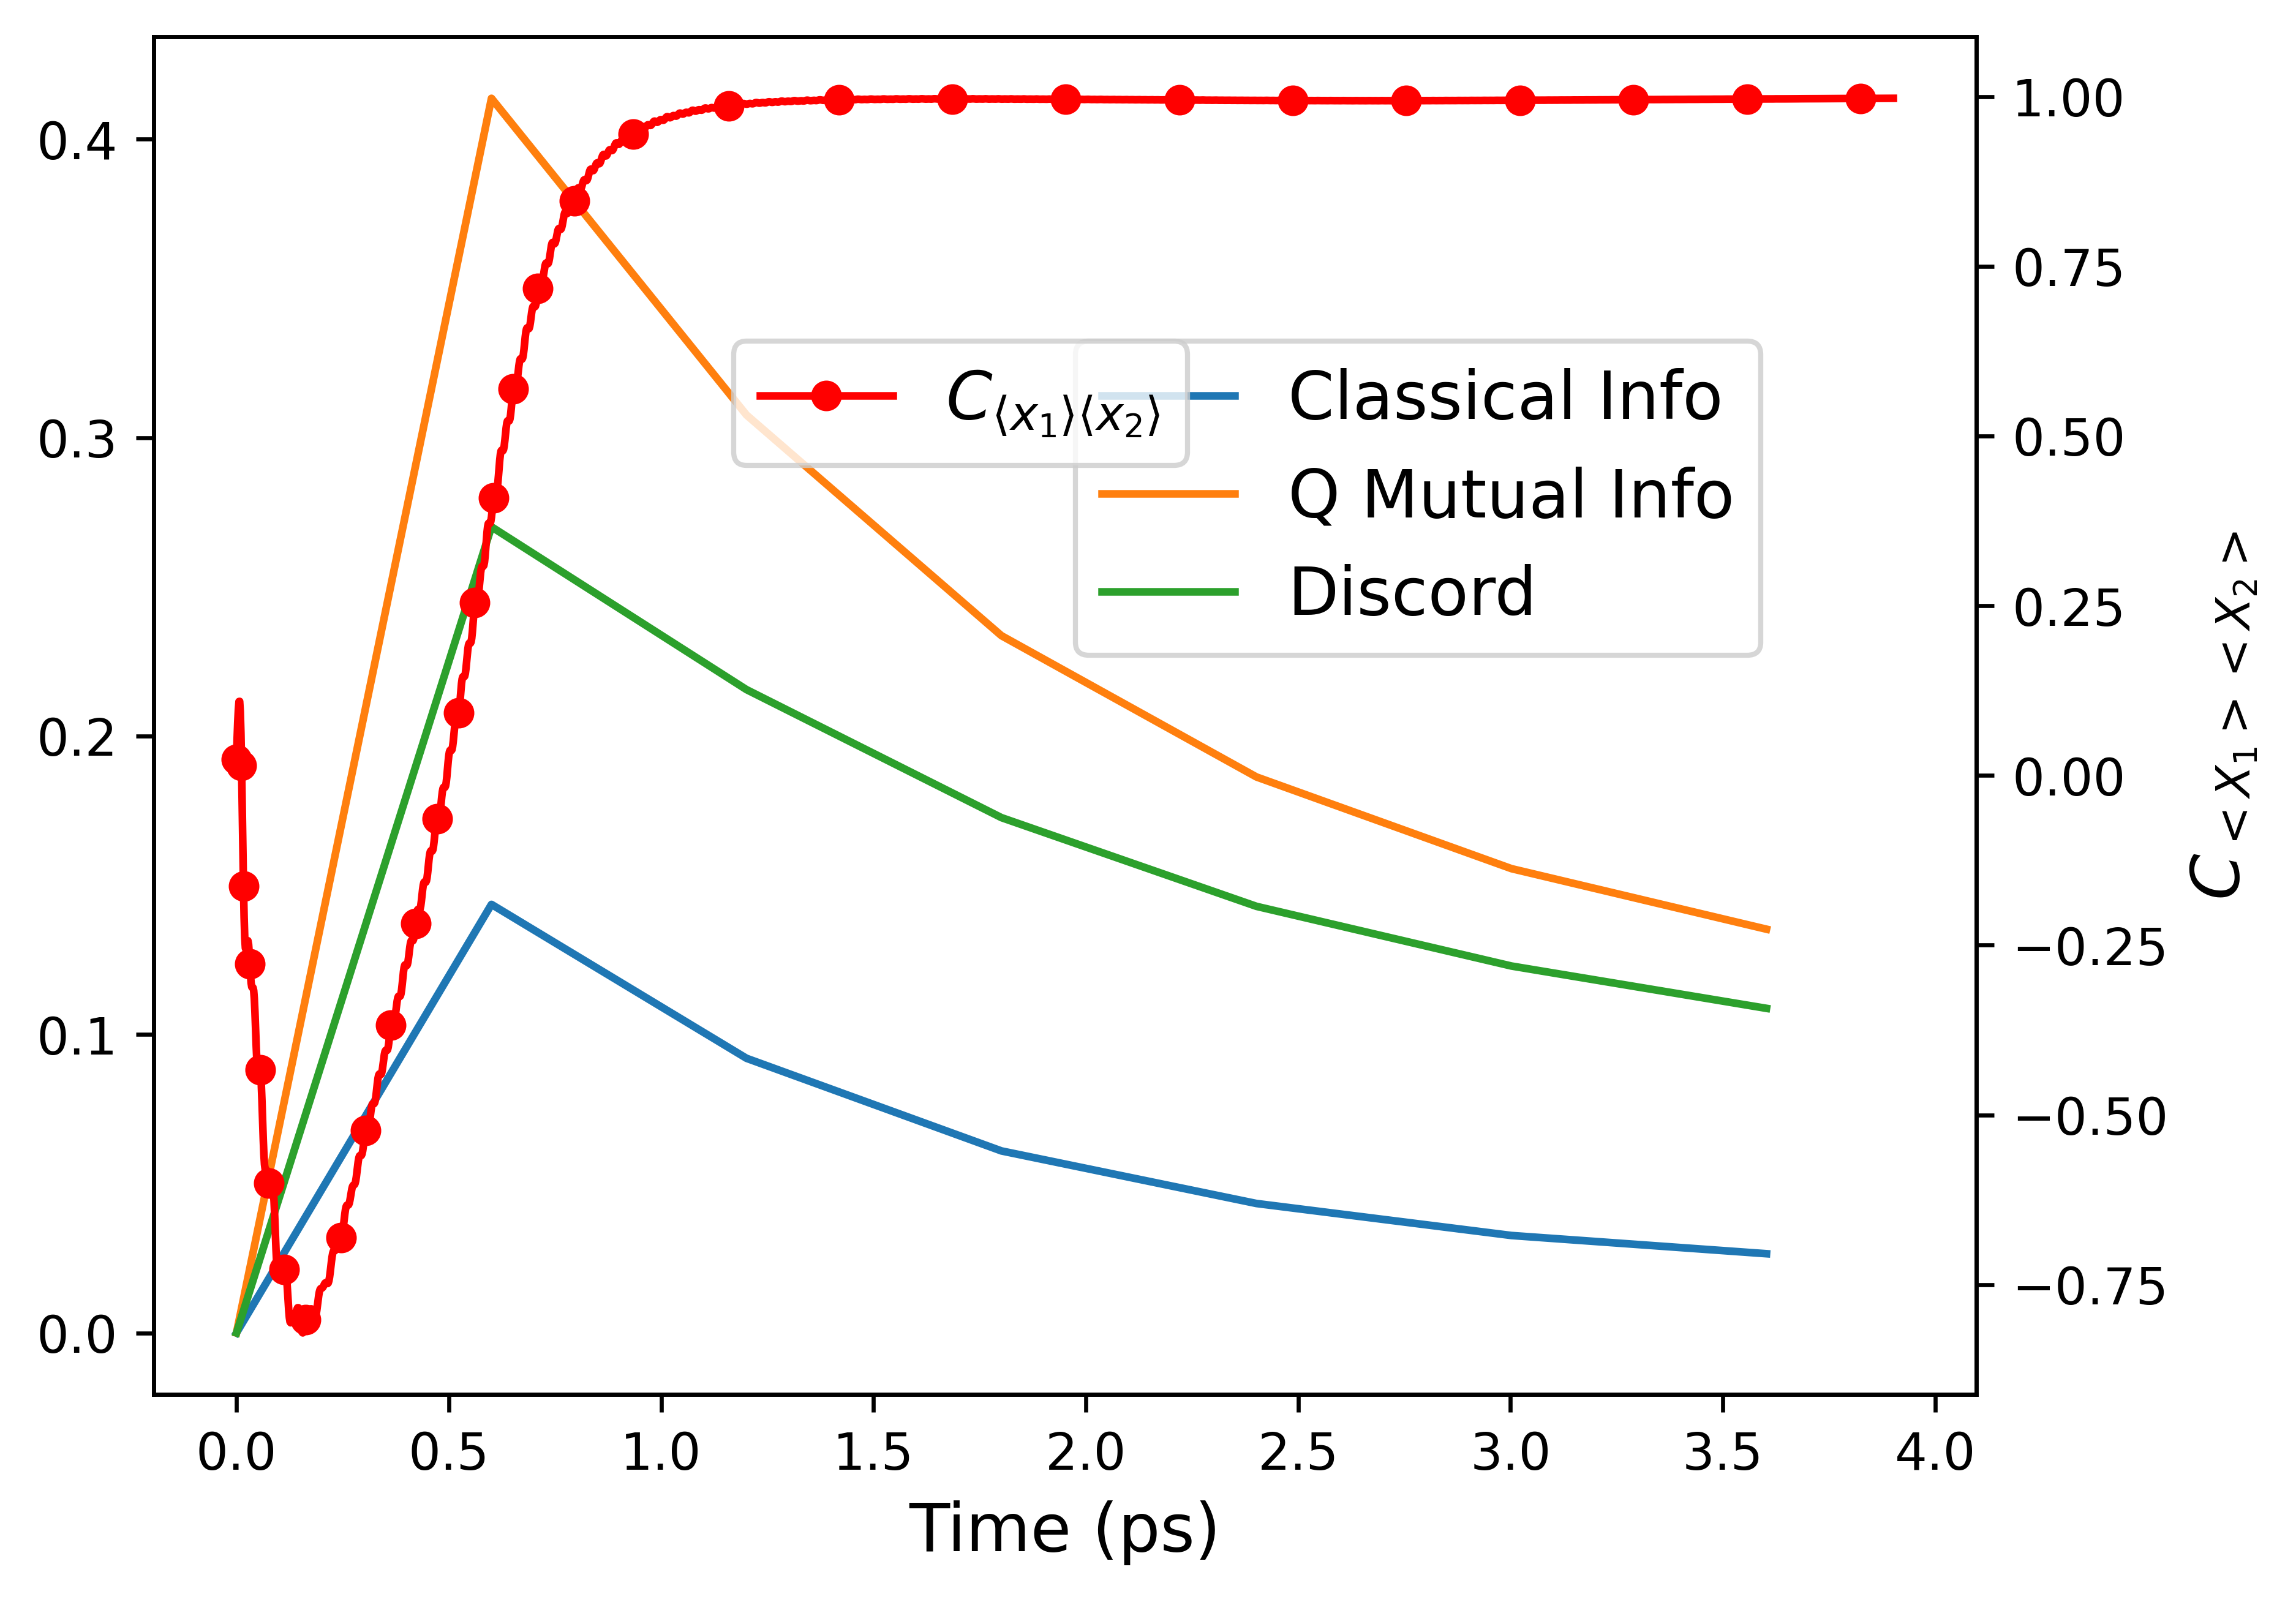 0.4
0.3
0.2
0.1
0.0
1.00
0.75
0.50
0.25
0.00
−0.25
−0.50
−0.75
C⟨x₁⟩⟨x₂⟩
Classical Info
Q Mutual Info
Discord
0.0 0.5 1.0 1.5 2.0 2.5 3.0 3.5 4.0
Time (ps)
C<X₁><X₂>